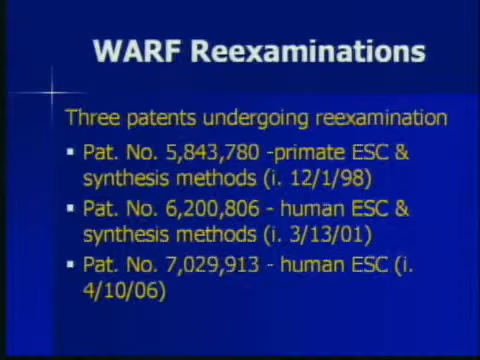 WARF Reexaminations
Three patents undergoing reexamination
▪ Pat. No. 5,843,780 -primate ESC &
synthesis methods (i. 12/1/98)
▪ Pat. No. 6,200,806 - human ESC &
synthesis methods (i. 3/13/01)
▪ Pat. No. 7,029,913 - human ESC (i.
4/10/06)